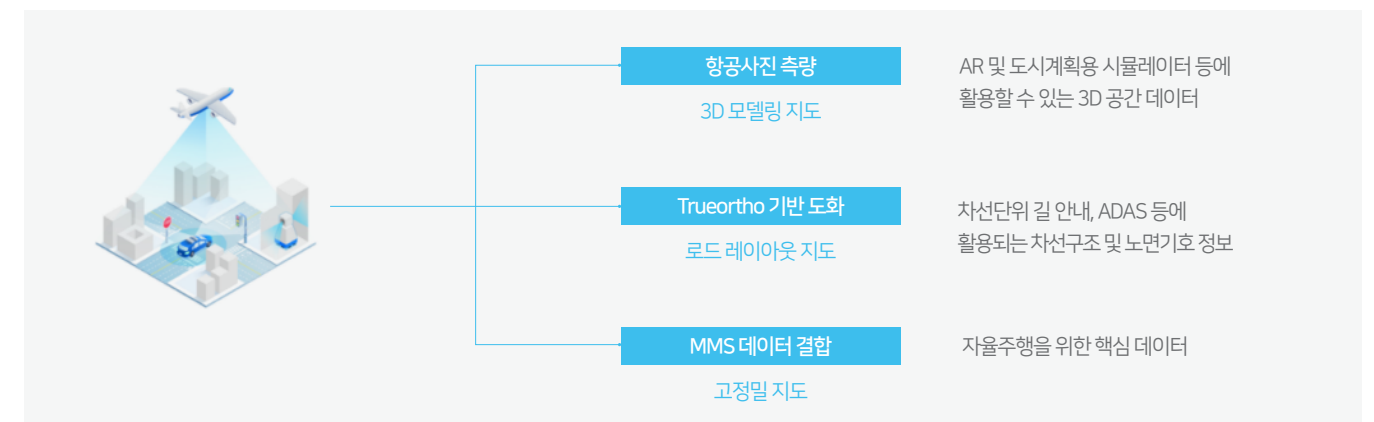 항공사진 측량
3D 모델링 지도
AR 및 도시계획용 시뮬레이터 등에
활용할 수 있는 3D 공간 데이터
Trueortho 기반 도화
로드 레이아웃 지도
차선단위 길 안내, ADAS 등에
활용되는 차선구조 및 노면기호 정보
MMS 데이터 결합
고정밀 지도
자율주행을 위한 핵심 데이터